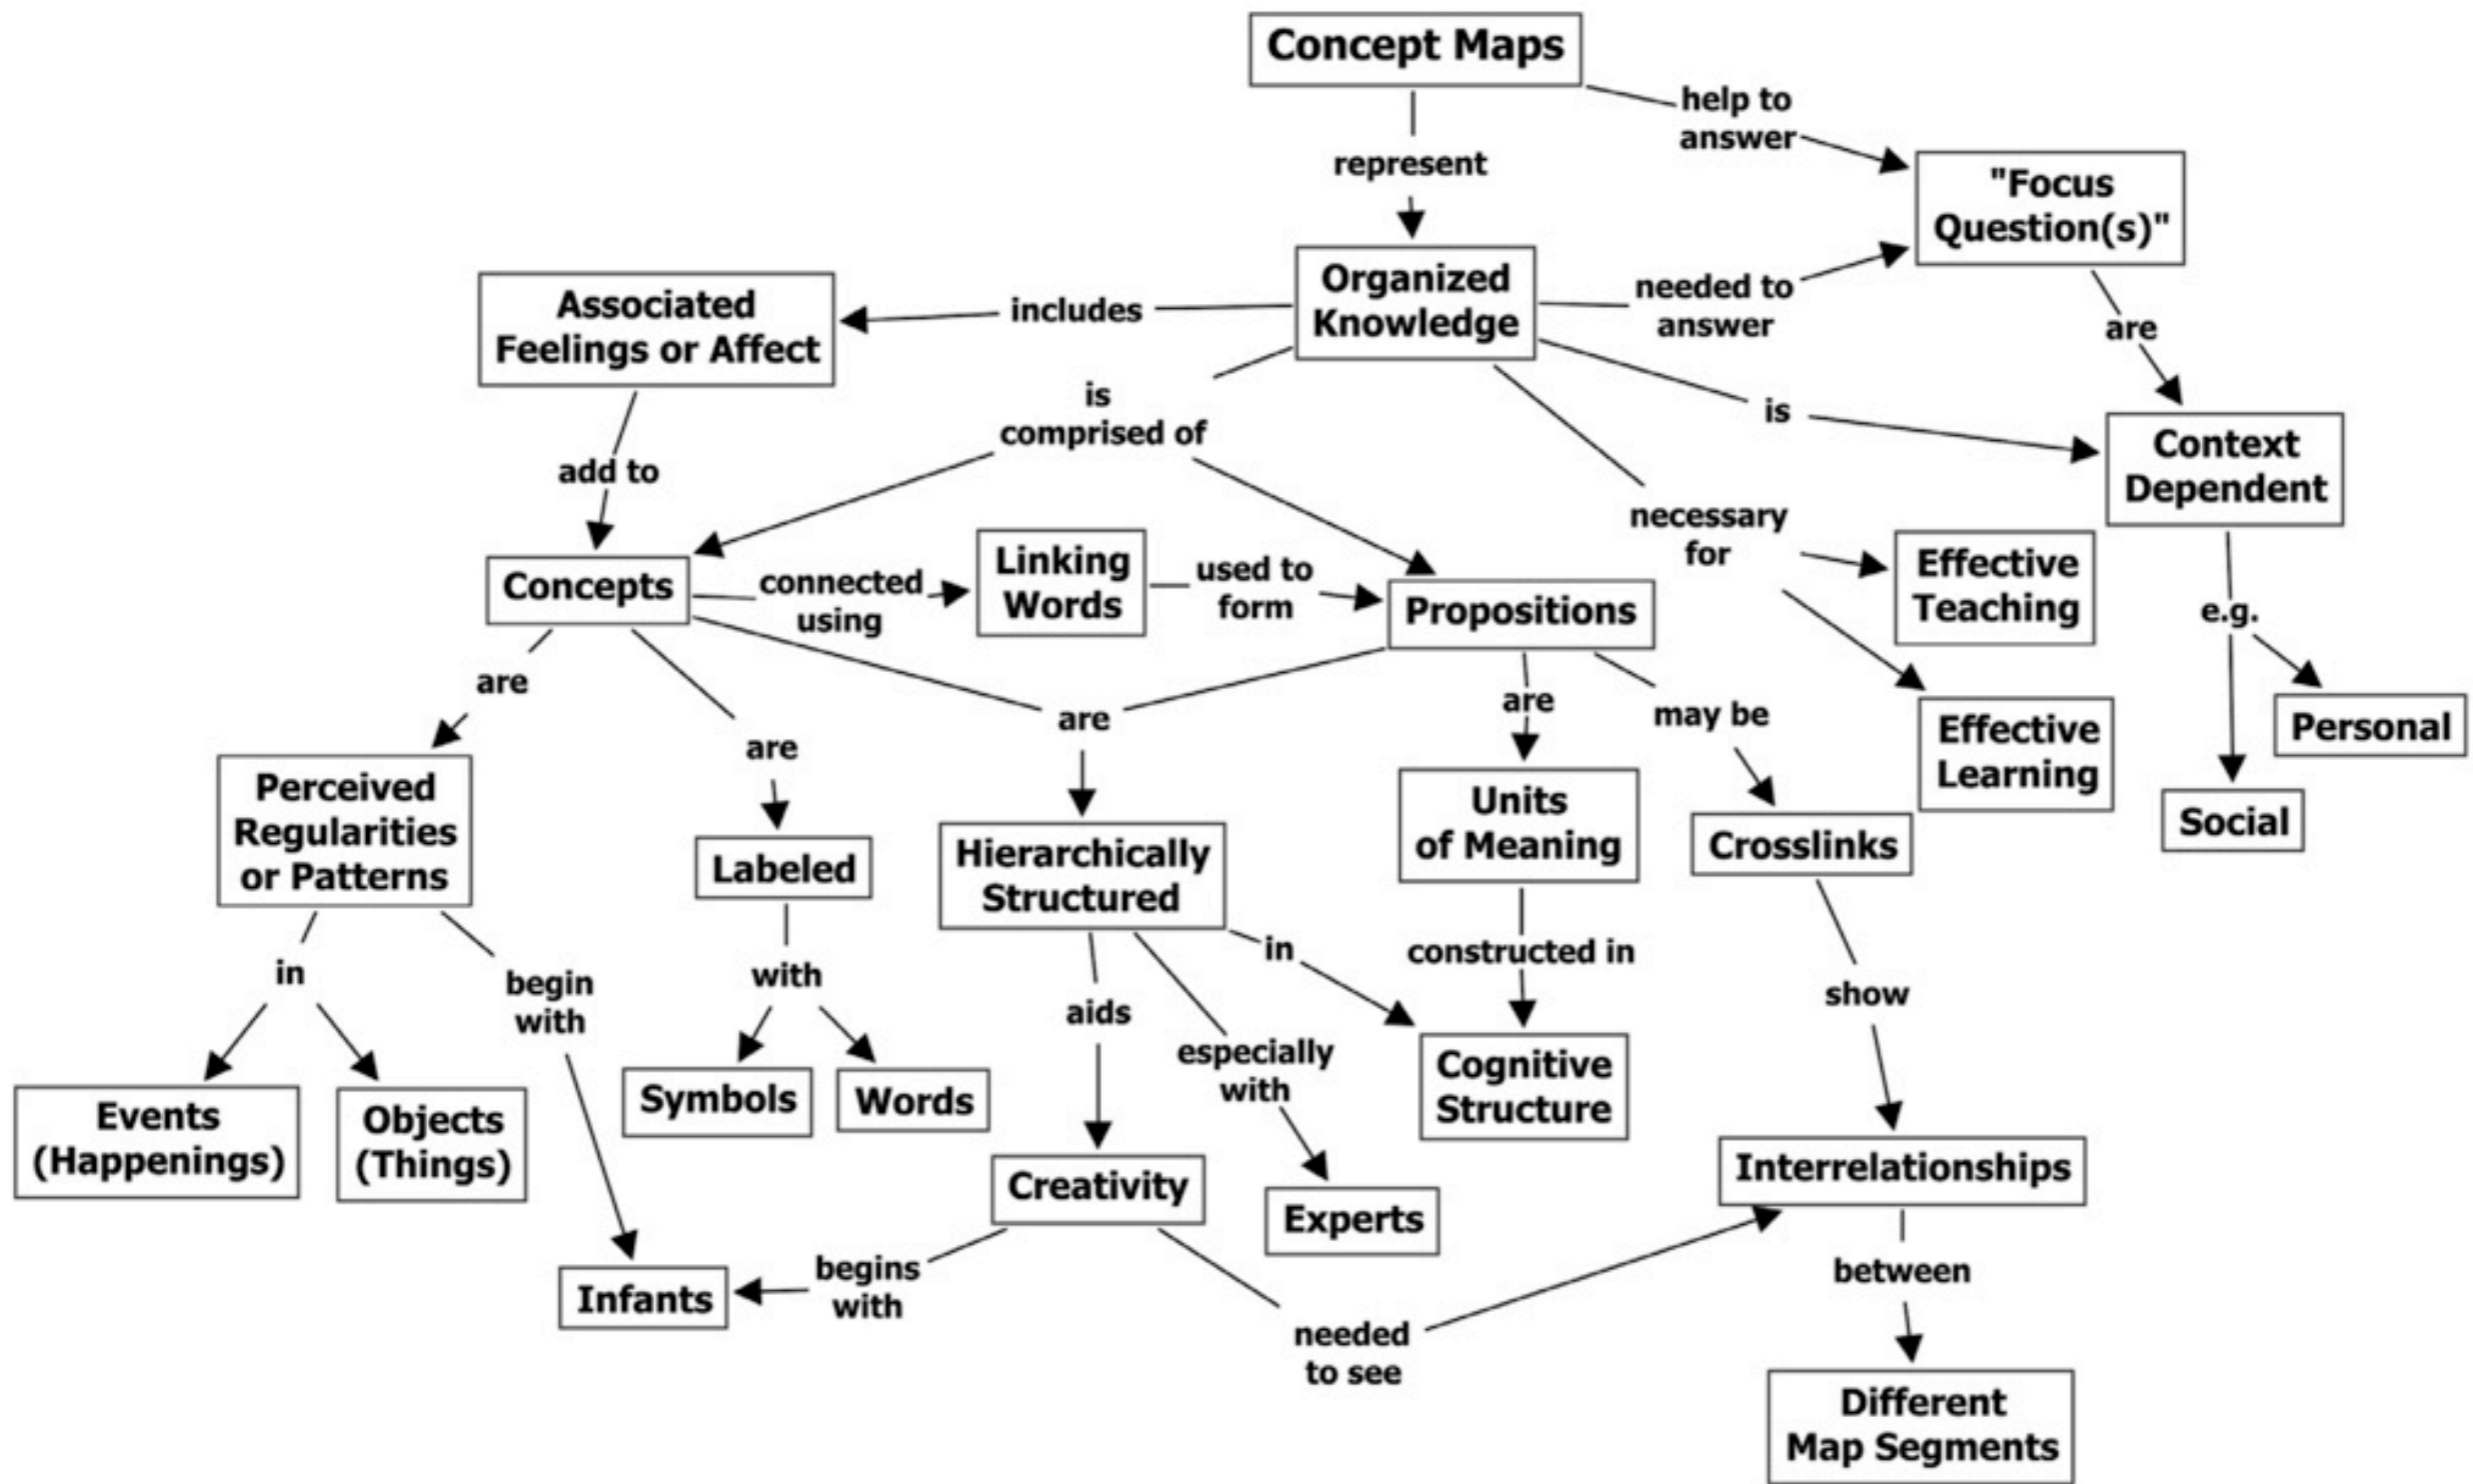 Concept Maps
help to
answer
represent
"Focus
Question(s)"
Organized
Knowledge
needed to
answer
includes
Associated
Feelings or Affect
are
is
comprised of
is
Context
Dependent
add to
necessary
for
Effective
Teaching
Linking
Words
Concepts
connected
using
used to
form
Propositions
e.g.
are
are
may be
are
are
Effective
Learning
Personal
Social
Perceived
Regularities
or Patterns
Labeled
Hierarchically
Structured
Units
of Meaning
Crosslinks
in
begin
with
with
aids
in
constructed in
show
especially
with
Events
(Happenings)
Objects
(Things)
Symbols
Words
Cognitive
Structure
Creativity
Experts
Interrelationships
Infants
begins
with
needed
to see
between
Different
Map Segments